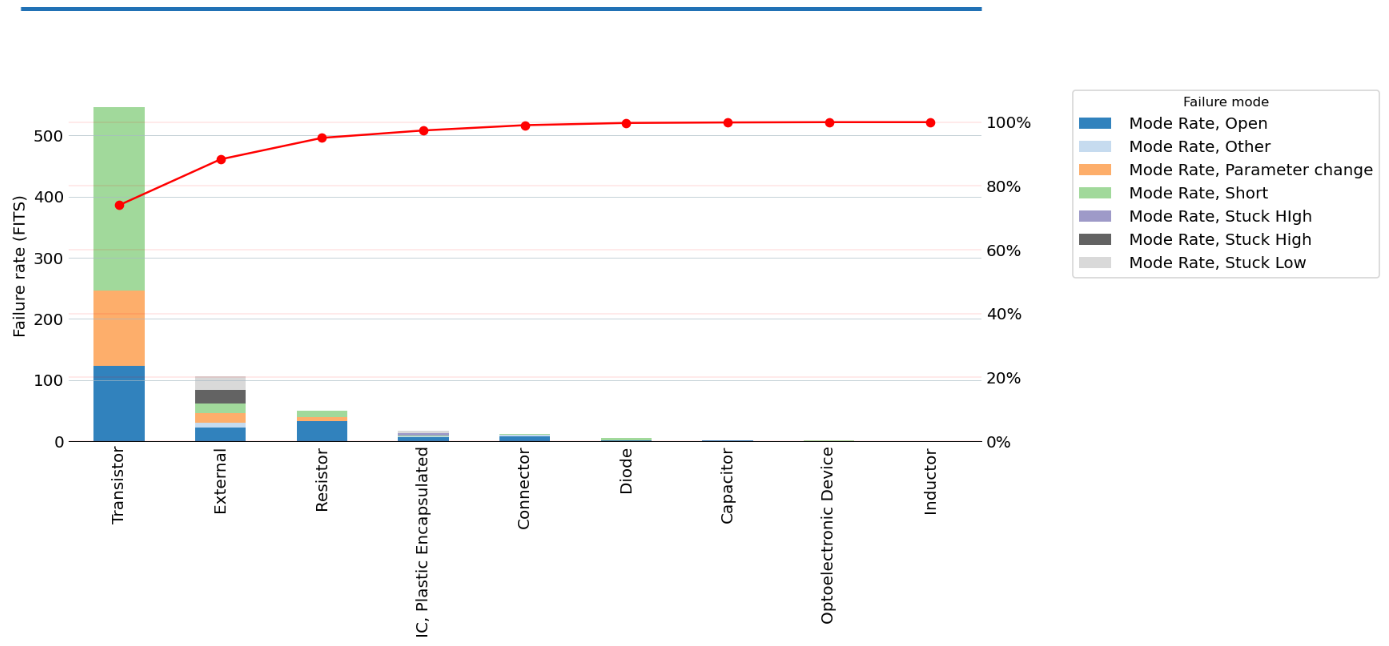 Failure rate (FITS)
500
400
300
200
100
0
100%
80%
60%
40%
20%
0%
Transistor
External
Resistor
IC, Plastic Encapsulated
Connector
Diode
Capacitor
Optoelectronic Device
Inductor
Failure mode
Mode Rate, Open
Mode Rate, Other
Mode Rate, Parameter change
Mode Rate, Short
Mode Rate, Stuck HIgh
Mode Rate, Stuck High
Mode Rate, Stuck Low